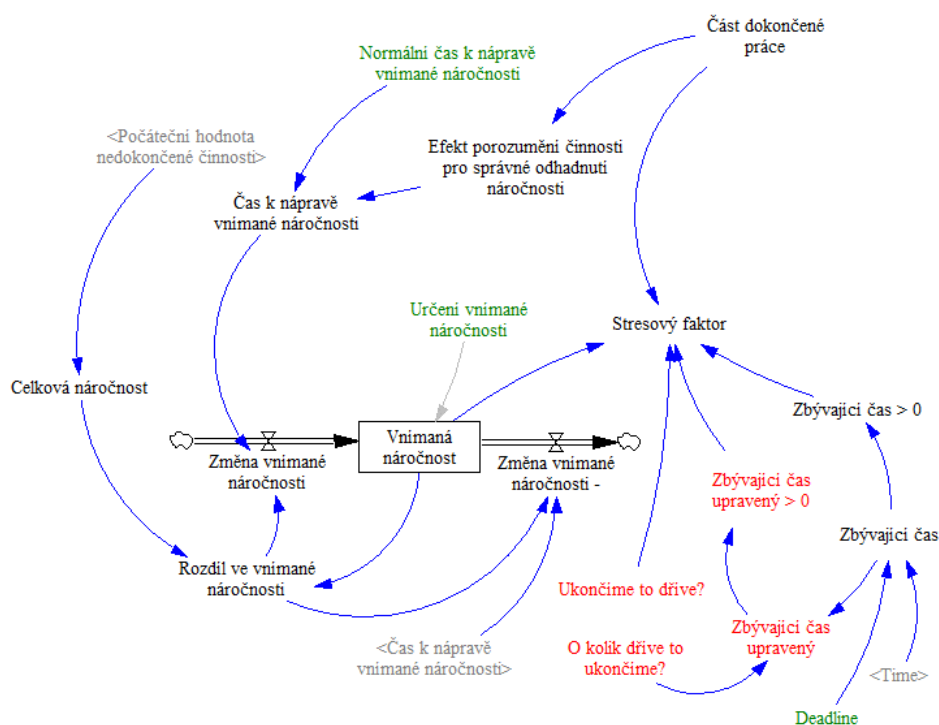 Část dokončené
práce
Normální čas k nápravě
vnímané náročnosti
<Počáteční hodnota
nedokončené činnosti>
Efekt porozumění činnosti
pro správné odhadnutí
náročnosti
Čas k nápravě
vnímané náročnosti
Určení vnímané
náročnosti
Stresový faktor
Celková náročnost
Zbývající čas > 0
Vnímaná
náročnost
Změna vnímané
náročnosti
Změna vnímané
náročnosti -
Zbývající čas
upravený > 0
Zbývající čas
Rozdíl ve vnímané
náročnosti
Ukončíme to dříve?
<Čas k nápravě
vnímané náročnosti>
O kolik dříve to
ukončíme?
Zbývající čas
upravený
<Time>
Deadline